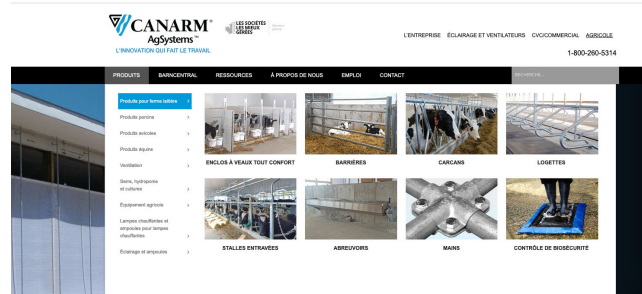 CANARM®
AgSystems™
L'INNOVATION QUI FAIT LE TRAVAIL
LES SOCIÉTÉS
LES MIEUX
GÉRÉES
L'ENTREPRISE ÉCLAIRAGE ET VENTILATEURS CVC/COMMERCIAL AGRICOLE
1-800-260-5314
PRODUITS BARNCENTRAL RESSOURCES À PROPOS DE NOUS EMPLOI CONTACT
RECHERCHE...
Produits pour ferme laitière
Produits porcins
Produits avicoles
Produits équins
Ventilation
Serre, hydroponie
et cultures
Équipement agricole
Lampes chauffantes et
ampoules pour lampes
chauffantes
Éclairage et ampoules
ENCLOS À VEAUX TOUT CONFORT
BARRIÈRES
CARCANS
LOGETTES
STALLES ENTRAVÉES
ABREUVOIRS
MAINS
CONTRÔLE DE BIOSÉCURITÉ